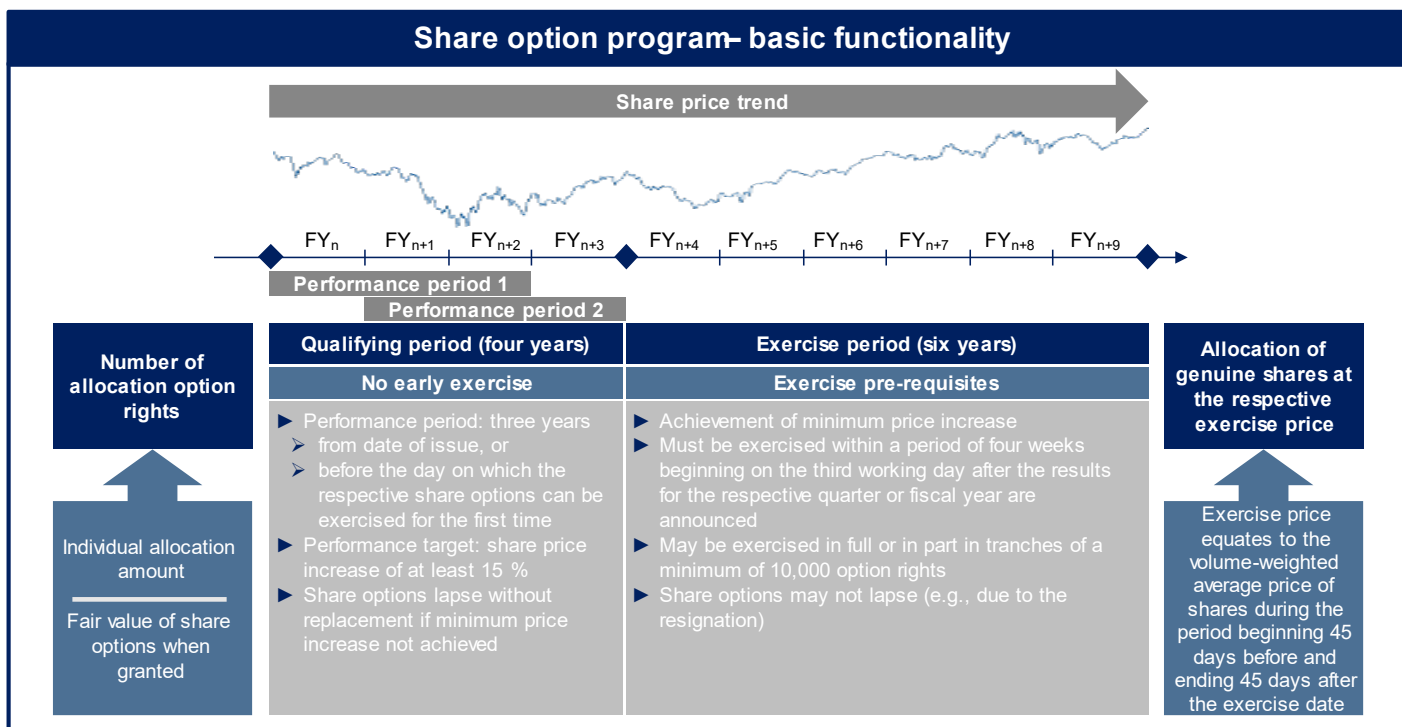 Share option program– basic functionality
Share price trend
FYn FYn+1 FYn+2 FYn+3 FYn+4 FYn+5 FYn+6 FYn+7 FYn+8 FYn+9
Performance period 1
Performance period 2
Number of
allocation option
rights
Individual allocation
amount
Fair value of share
options when
granted
Qualifying period (four years)
No early exercise
► Performance period: three years
➢ from date of issue, or
➢ before the day on which the
respective share options can be
exercised for the first time
► Performance target: share price
increase of at least 15 %
► Share options lapse without
replacement if minimum price
increase not achieved
Exercise period (six years)
Exercise pre-requisites
► Achievement of minimum price increase
► Must be exercised within a period of four weeks
beginning on the third working day after the results
for the respective quarter or fiscal year are
announced
► May be exercised in full or in part in tranches of a
minimum of 10,000 option rights
► Share options may not lapse (e.g., due to the
resignation)
Allocation of
genuine shares at
the respective
exercise price
Exercise price
equates to the
volume-weighted
average price of
shares during the
period beginning 45
days before and
ending 45 days after
the exercise date